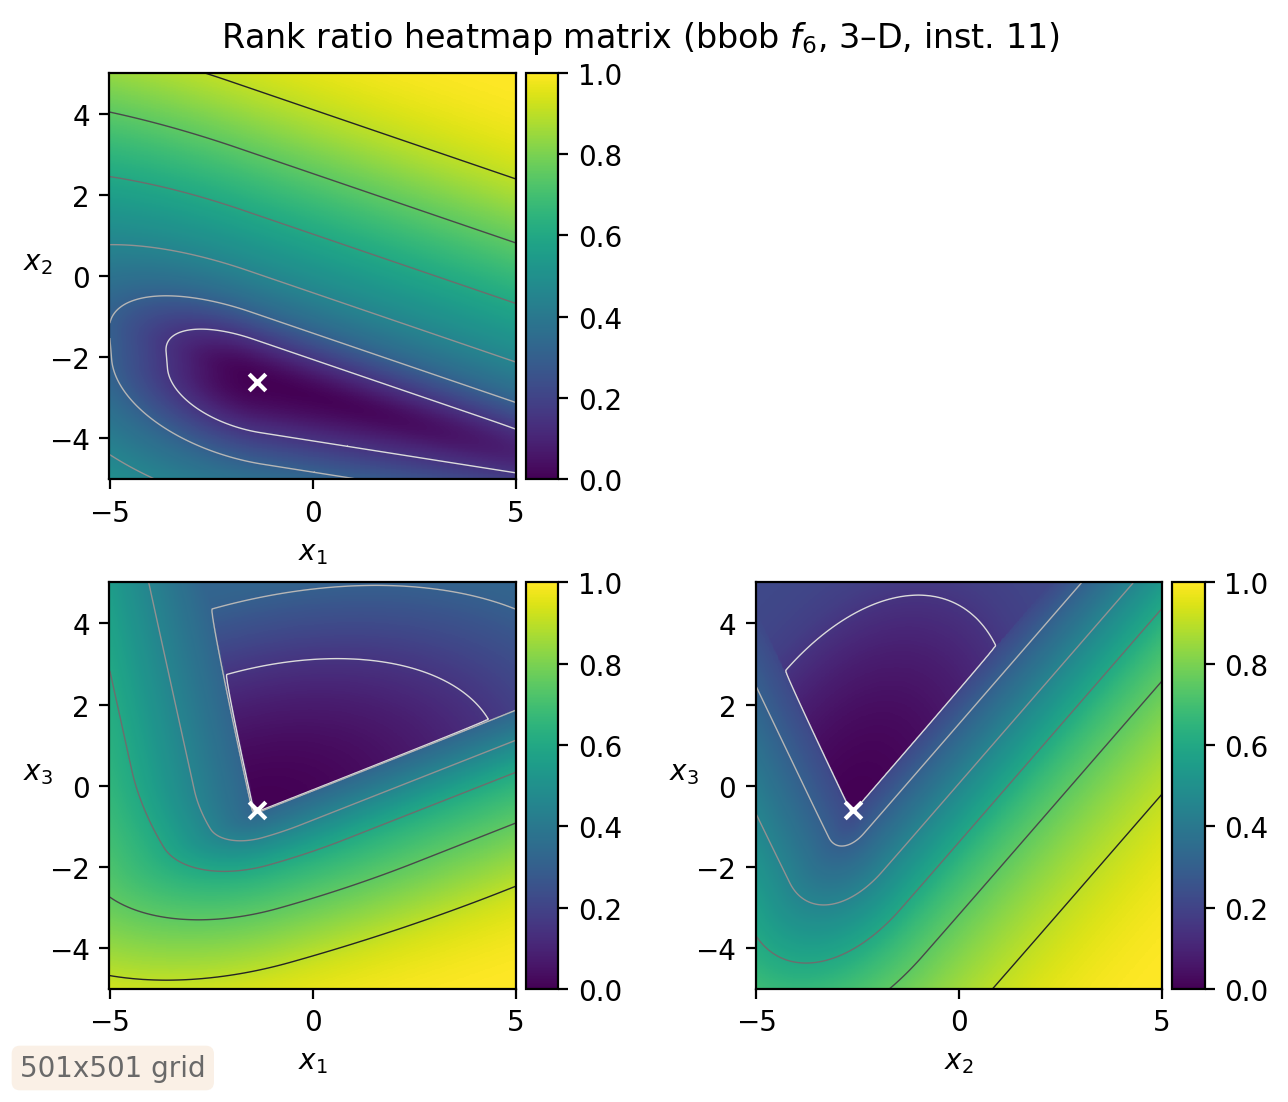 Rank ratio heatmap matrix (bbob f₆, 3–D, inst. 11)
1.0
4
0.8
2
0.6
x₂ 0
0.4
−2
0.2
−4
0.0
−5 0 5
x₁
1.0 1.0
4 4
0.8 0.8
2 2
0.6 0.6
x₃ 0 x₃ 0
0.4 0.4
−2 −2
0.2 0.2
−4 −4
0.0 0.0
−5 0 5 −5 0 5
x₁ x₂
501x501 grid